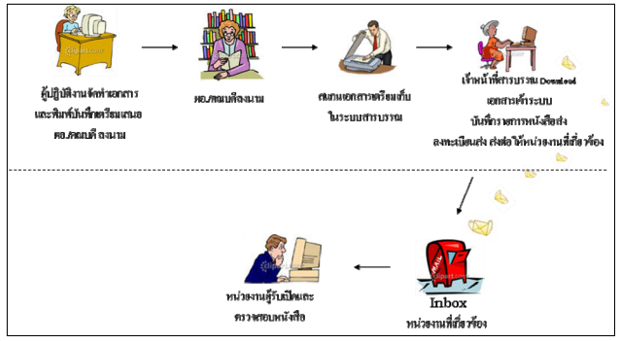 ผู้ปฏิบัติงานจัดทำเอกสาร
และพิมพ์บันทึกเตรียมเสนอ
ผอ./คณบดี ลงนาม
ผอ./คณบดีลงนาม
สแกนเอกสารเตรียมเก็บ
ในระบบสารบรรณ
เจ้าหน้าที่สารบรรณ Download
เอกสารเข้าระบบ
บันทึกรายการหนังสือส่ง
ลงทะเบียนส่ง ส่งต่อให้หน่วยงานที่เกี่ยวข้อง
MAIL
Inbox
หน่วยงานที่เกี่ยวข้อง
หน่วยงานผู้รับเปิดและ
ตรวจสอบหนังสือ